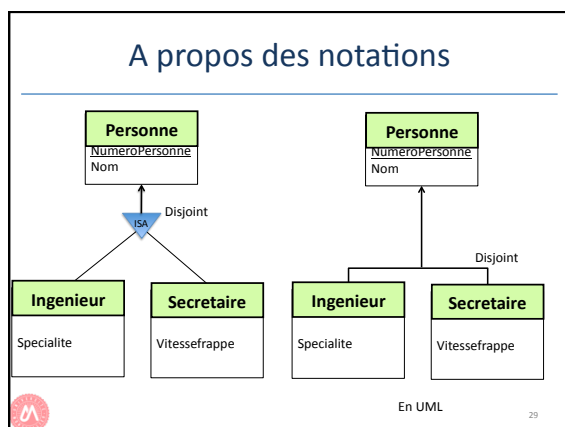 A propos des notations
Personne
NumeroPersonne
Nom
Disjoint
ISA
Ingenieur
Specialite
Secretaire
Vitessefrappe
Personne
NumeroPersonne
Nom
Disjoint
Ingenieur
Specialite
Secretaire
Vitessefrappe
En UML
29